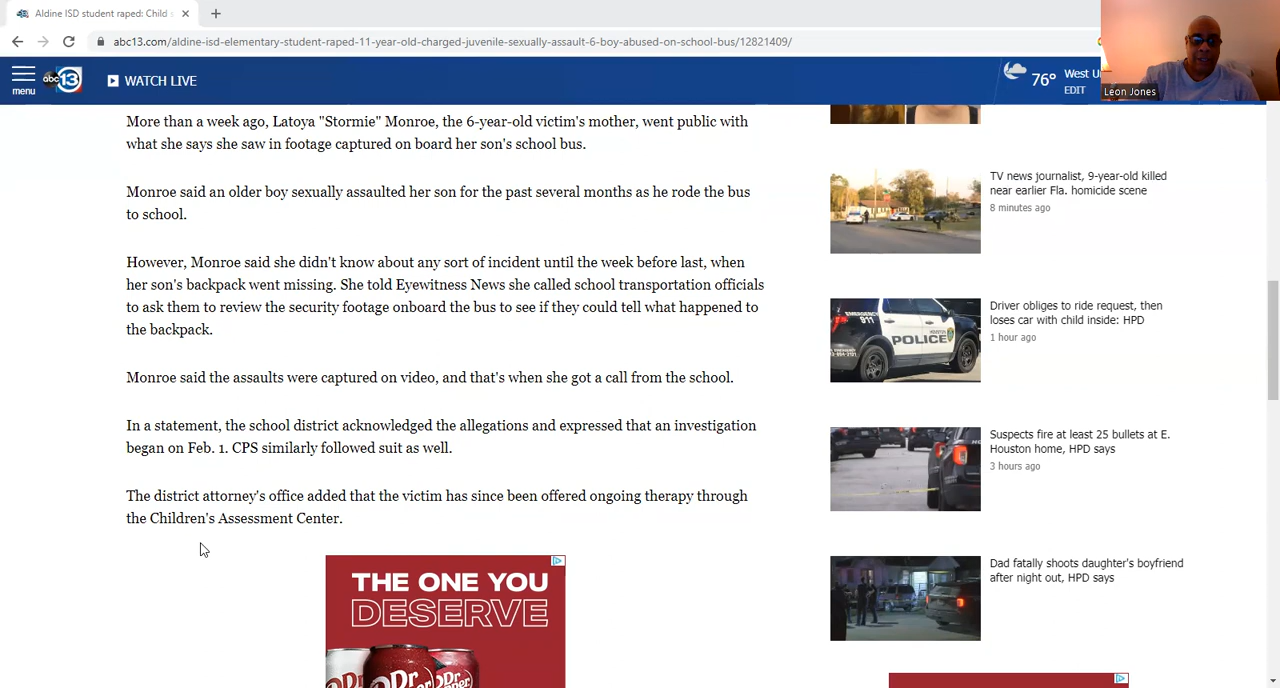 Aldine ISD student raped: Child s
abc13.com/aldine-isd-elementary-student-raped-11-year-old-charged-juvenile-sexually-assault-6-boy-abused-on-school-bus/12821409/
menu
abc 13
WATCH LIVE
76°
West U
EDIT
Leon Jones
More than a week ago, Latoya "Stormie" Monroe, the 6-year-old victim's mother, went public with
what she says she saw in footage captured on board her son's school bus.
Monroe said an older boy sexually assaulted her son for the past several months as he rode the bus
to school.
However, Monroe said she didn't know about any sort of incident until the week before last, when
her son's backpack went missing. She told Eyewitness News she called school transportation officials
to ask them to review the security footage onboard the bus to see if they could tell what happened to
the backpack.
Monroe said the assaults were captured on video, and that's when she got a call from the school.
In a statement, the school district acknowledged the allegations and expressed that an investigation
began on Feb. 1. CPS similarly followed suit as well.
The district attorney's office added that the victim has since been offered ongoing therapy through
the Children's Assessment Center.
THE ONE YOU
DESERVE
Dr
TV news journalist, 9-year-old killed
near earlier Fla. homicide scene
8 minutes ago
EMERGENCY
911
POLICE
Driver obliges to ride request, then
loses car with child inside: HPD
1 hour ago
Suspects fire at least 25 bullets at E.
Houston home, HPD says
3 hours ago
Dad fatally shoots daughter's boyfriend
after night out, HPD says